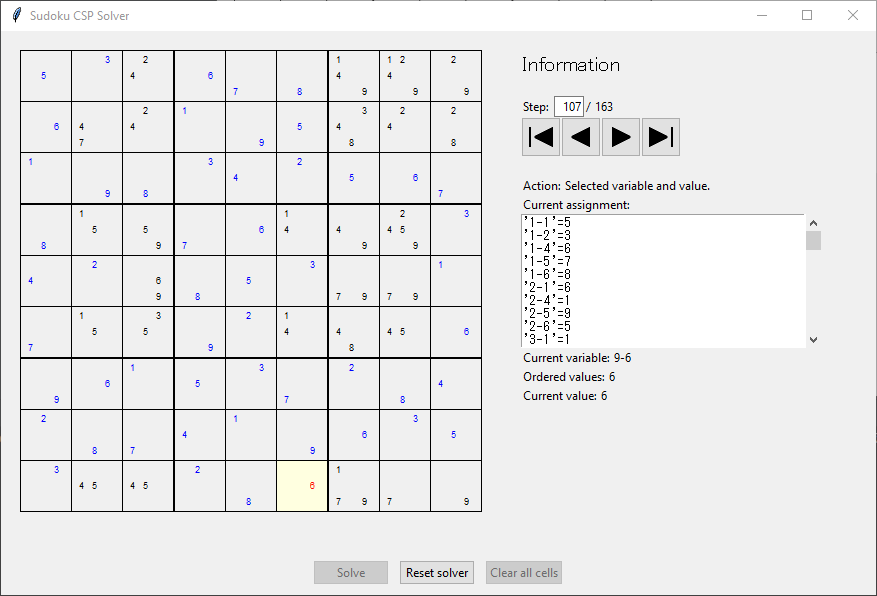 Sudoku CSP Solver
3 2 1 1 2 2
5 4 6 4 4
7 8 9 9 9
2 1 3 2 2
6 4 4 5 4 4
7 9 8 8
1 3 2
4 5 6
9 8 7
1 1 2 3
5 5 6 4 4 4 5
8 9 7 9 9
2 3 1
4 6 5
9 8 7 9 7 9
1 3 2 1
5 5 4 4 4 5 6
7 9 8
1 3 2
6 5 4
9 7 8
2 1 3
4 6 5
8 7 9
3 2 1
4 5 4 5 6
8 7 9 7 9
Information
Step: 107 / 163
Action: Selected variable and value.
Current assignment:
'1-1'=5
'1-2'=3
'1-4'=6
'1-5'=7
'1-6'=8
'2-1'=6
'2-4'=1
'2-5'=9
'2-6'=5
'3-1'=1
Current variable: 9-6
Ordered values: 6
Current value: 6
Solve Reset solver Clear all cells